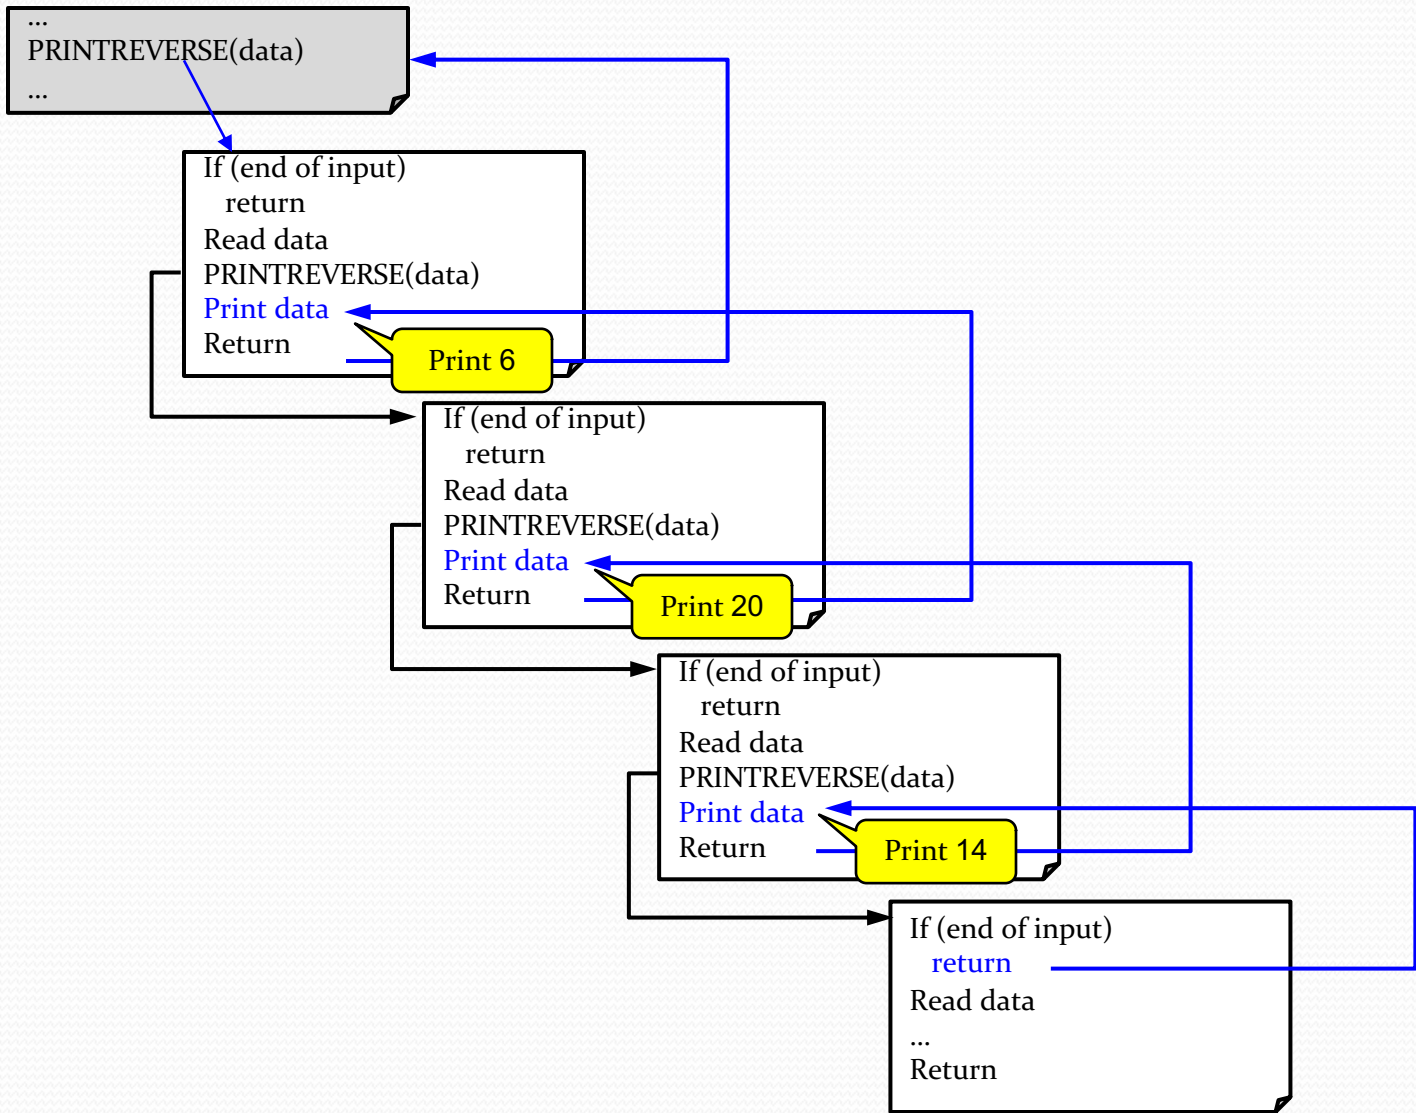 ...
PRINTREVERSE(data)
...
If (end of input)
return
Read data
PRINTREVERSE(data)
Print data
Return
Print 6
If (end of input)
return
Read data
PRINTREVERSE(data)
Print data
Return
Print 20
If (end of input)
return
Read data
PRINTREVERSE(data)
Print data
Return
Print 14
If (end of input)
return
Read data
...
Return